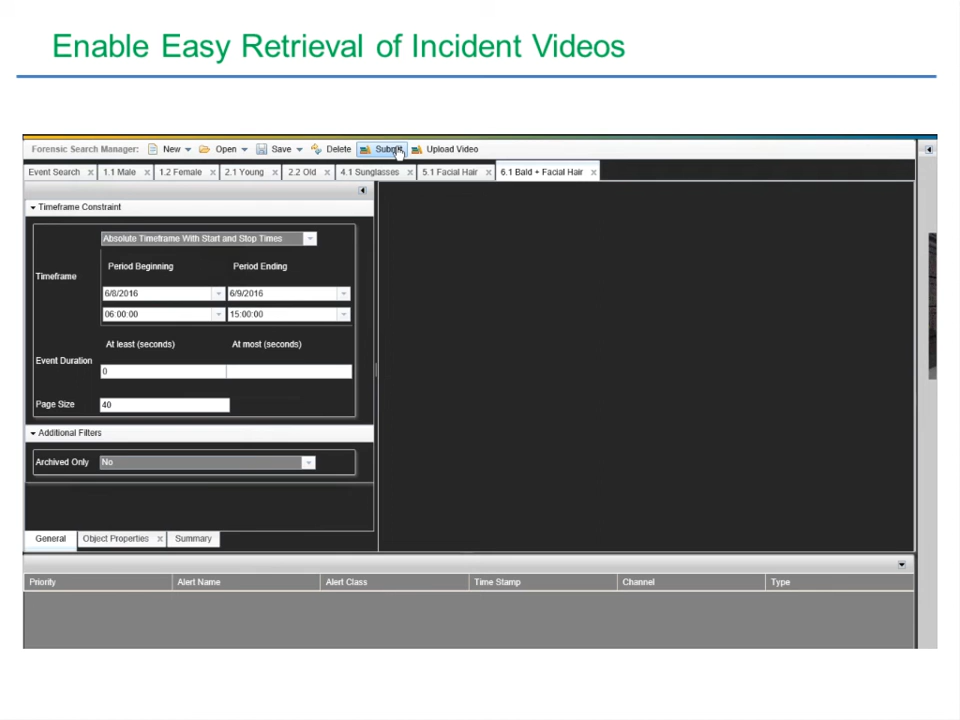 Enable Easy Retrieval of Incident Videos
Forensic Search Manager: New Open Save Delete Submit Upload Video
Event Search x 1.1 Male x 1.2 Female x 2.1 Young x 2.2 Old x 4.1 Sunglasses x 5.1 Facial Hair x 6.1 Bald + Facial Hair x
Timeframe Constraint
Absolute Timeframe With Start and Stop Times
Period Beginning Period Ending
Timeframe
6/8/2016 6/9/2016
06:00:00 15:00:00
At least (seconds) At most (seconds)
Event Duration
0
Page Size 40
Additional Filters
Archived Only No
General Object Properties x Summary
Priority Alert Name Alert Class Time Stamp Channel Type